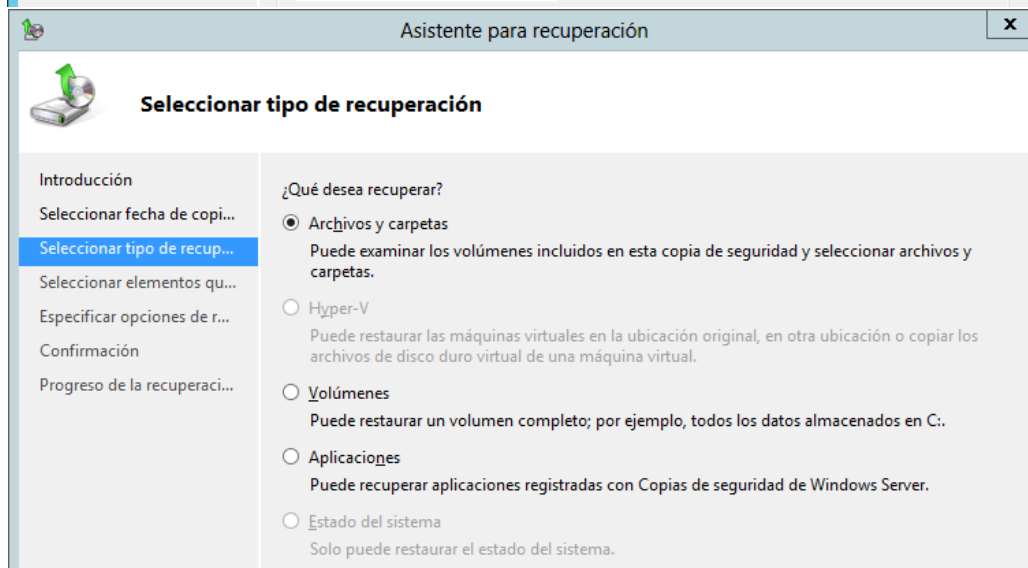 Asistente para recuperación
x
Seleccionar tipo de recuperación
Introducción
Seleccionar fecha de copi...
Seleccionar tipo de recup...
Seleccionar elementos qu...
Especificar opciones de r...
Confirmación
Progreso de la recuperaci...
¿Qué desea recuperar?
Archivos y carpetas
Puede examinar los volúmenes incluidos en esta copia de seguridad y seleccionar archivos y
carpetas.
Hyper-V
Puede restaurar las máquinas virtuales en la ubicación original, en otra ubicación o copiar los
archivos de disco duro virtual de una máquina virtual.
Volúmenes
Puede restaurar un volumen completo; por ejemplo, todos los datos almacenados en C:.
Aplicaciones
Puede recuperar aplicaciones registradas con Copias de seguridad de Windows Server.
Estado del sistema
Solo puede restaurar el estado del sistema.